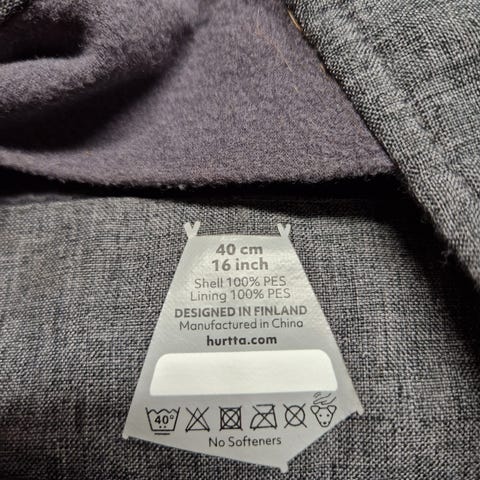 40 cm
16 inch
Shell 100% PES
Lining 100% PES
DESIGNED IN FINLAND
Manufactured in China
hurtta.com
40°
No Softeners